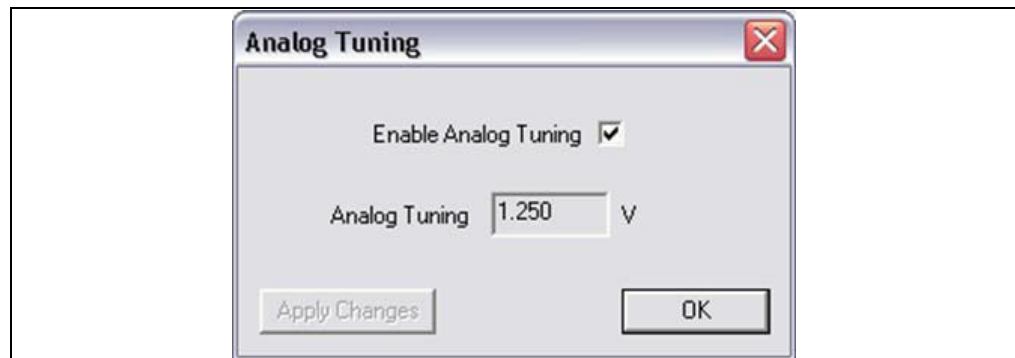 Analog Tuning
Enable Analog Tuning
Analog Tuning 1.250 V
Apply Changes OK